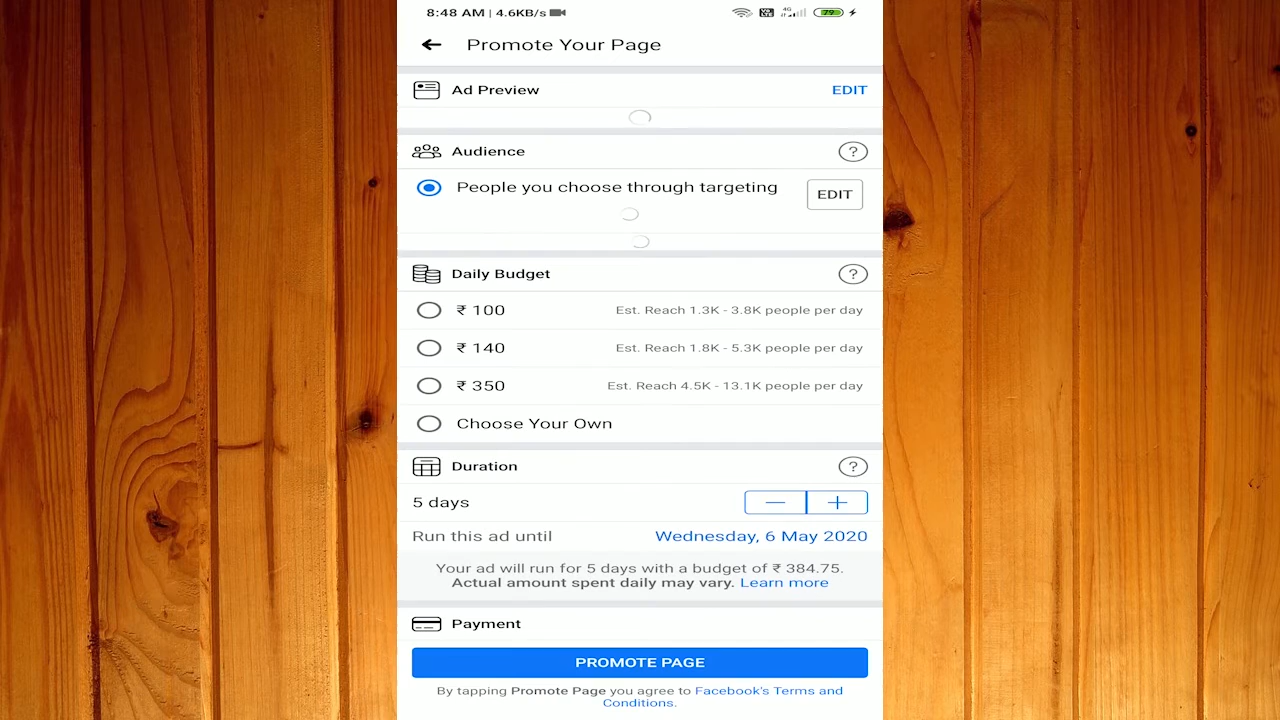 8:48 AM | 4.6KB/s 4G 79
Promote Your Page
Ad Preview EDIT
Audience ?
People you choose through targeting EDIT
Daily Budget ?
₹ 100 Est. Reach 1.3K - 3.8K people per day
₹ 140 Est. Reach 1.8K - 5.3K people per day
₹ 350 Est. Reach 4.5K - 13.1K people per day
Choose Your Own
Duration ?
5 days — +
Run this ad until Wednesday, 6 May 2020
Your ad will run for 5 days with a budget of ₹ 384.75.
Actual amount spent daily may vary. Learn more
Payment
PROMOTE PAGE
By tapping Promote Page you agree to Facebook's Terms and
Conditions.